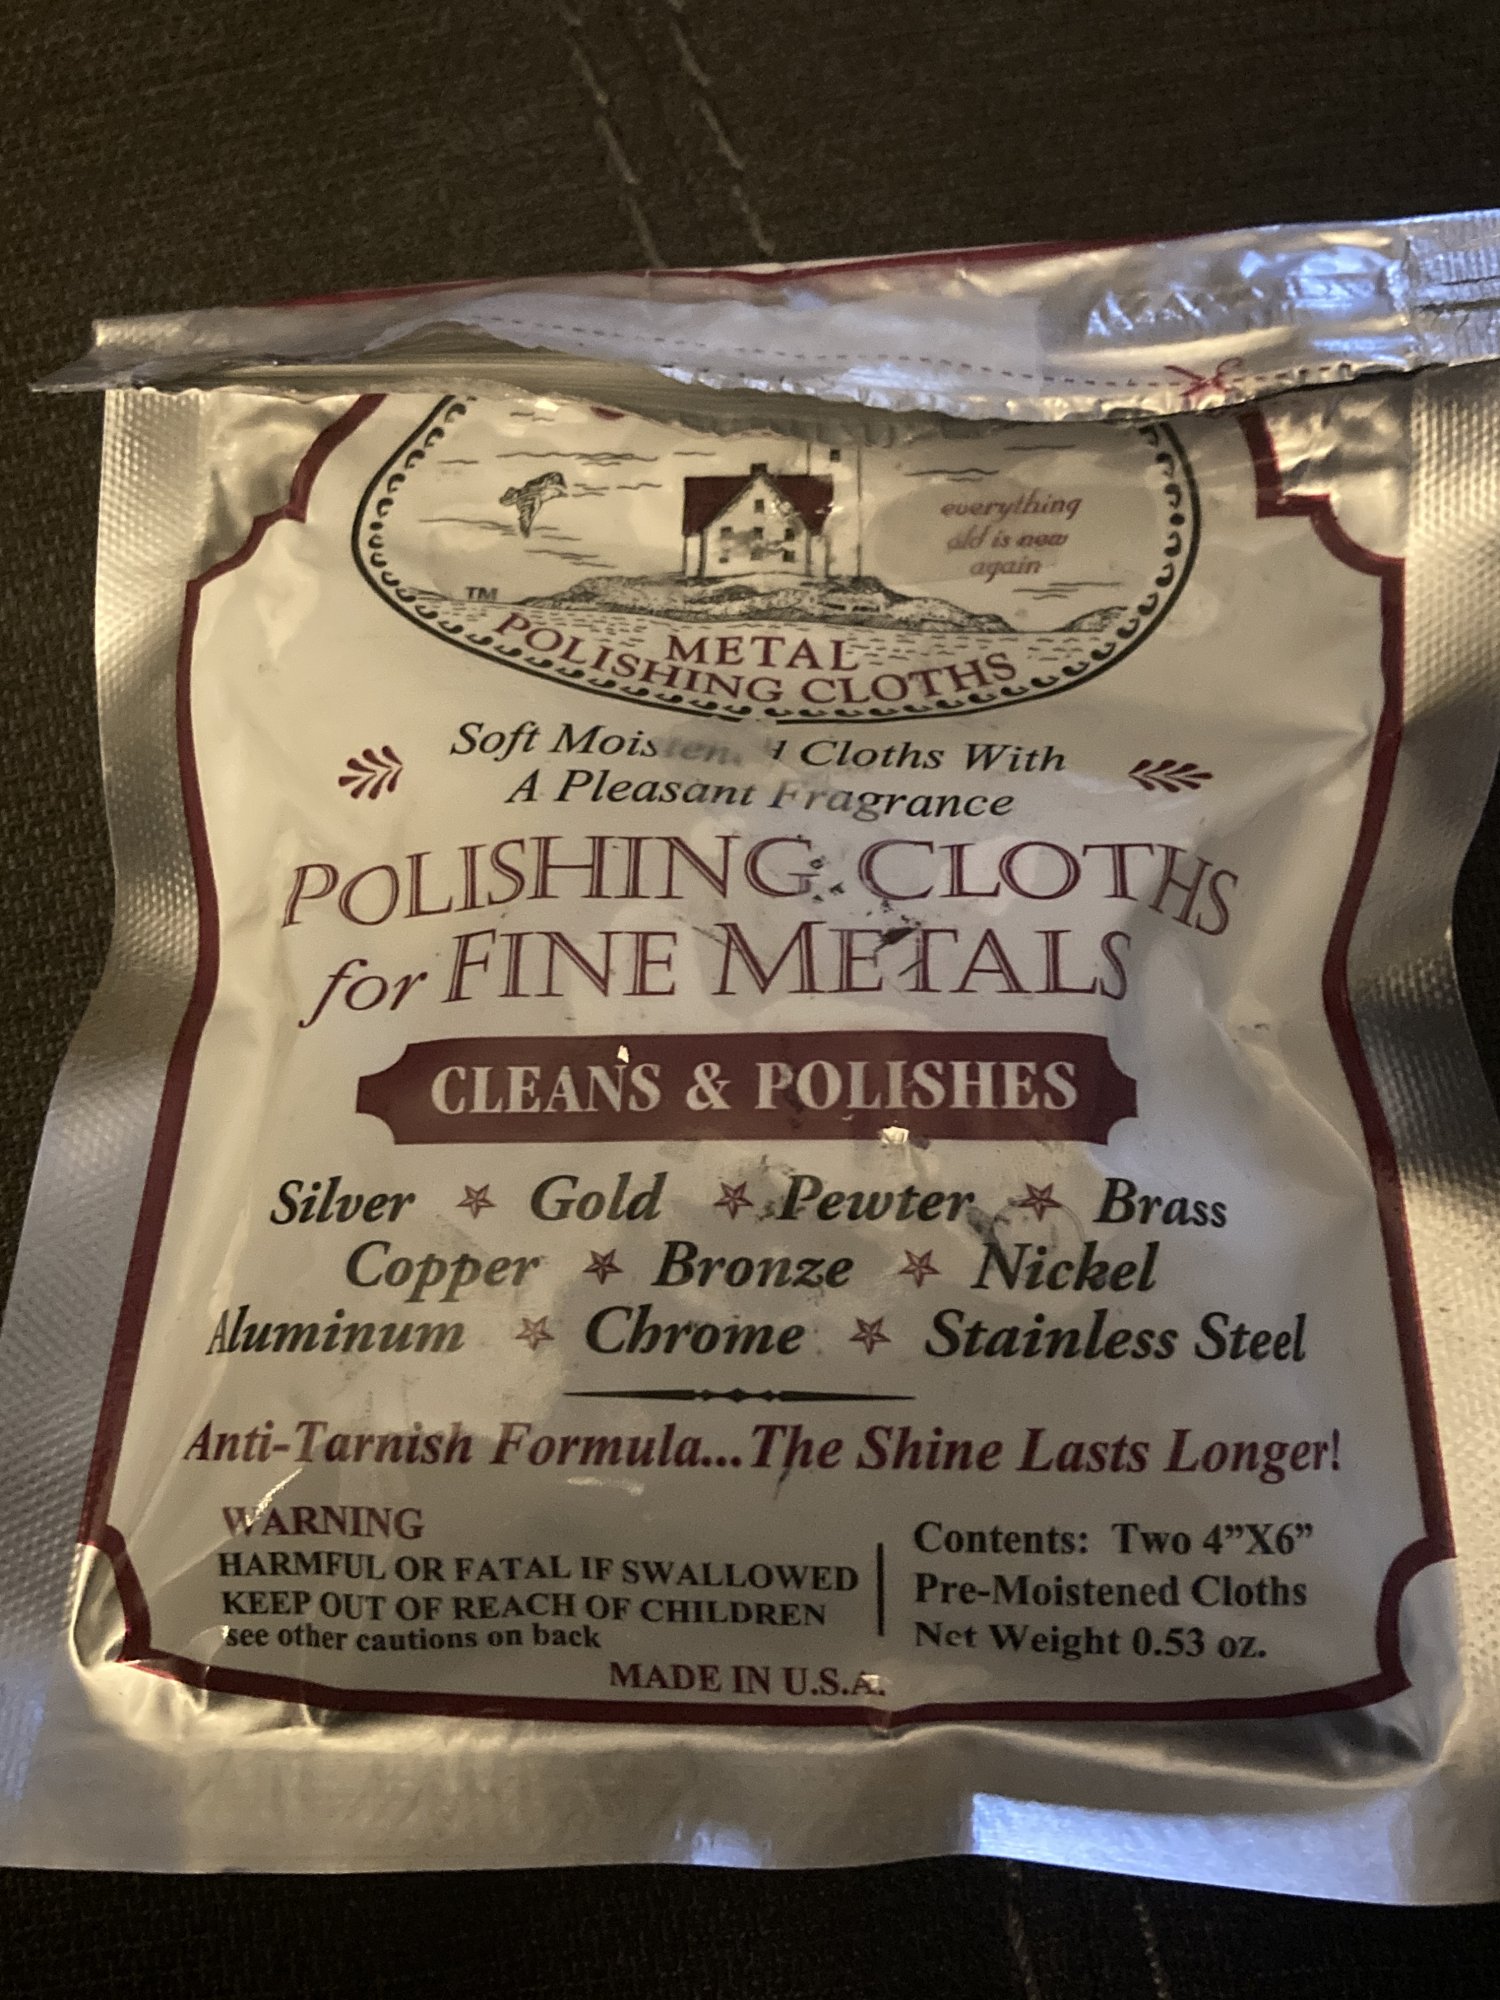 everything
old is new
again
TM
METAL
POLISHING CLOTHS
Soft Moistened Cloths With
A Pleasant Fragrance
POLISHING CLOTHS
for FINE METALS
CLEANS & POLISHES
Silver Gold Pewter Brass
Copper Bronze Nickel
Aluminum Chrome Stainless Steel
Anti-Tarnish Formula...The Shine Lasts Longer!
WARNING
HARMFUL OR FATAL IF SWALLOWED
KEEP OUT OF REACH OF CHILDREN
see other cautions on back
Contents: Two 4”X6”
Pre-Moistened Cloths
Net Weight 0.53 oz.
MADE IN U.S.A.